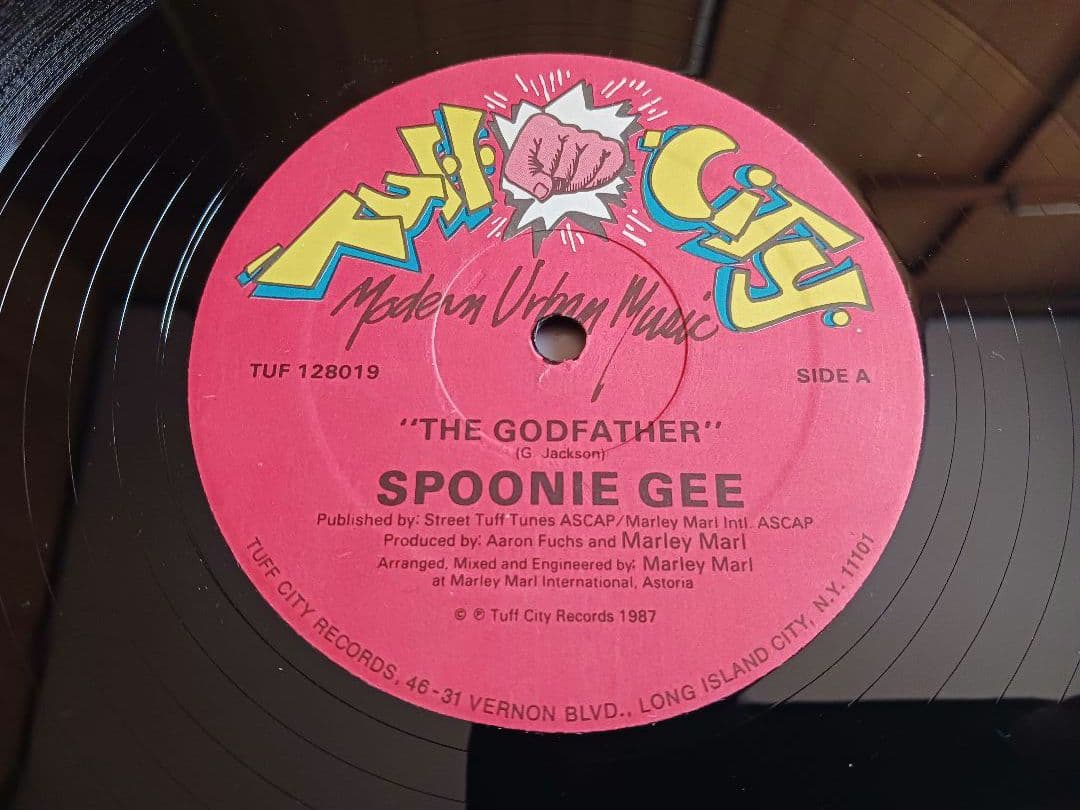 Tuff City
Modern Urban Music
TUF 128019
SIDE A
"THE GODFATHER"
(G. Jackson)
SPOONIE GEE
Published by: Street Tuff Tunes ASCAP/Marley Marl Intl. ASCAP
Produced by: Aaron Fuchs and Marley Marl
Arranged, Mixed and Engineered by: Marley Marl
at Marley Marl International, Astoria
© ℗ Tuff City Records 1987
TUFF CITY RECORDS, 46-31 VERNON BLVD., LONG ISLAND CITY, N.Y. 11101